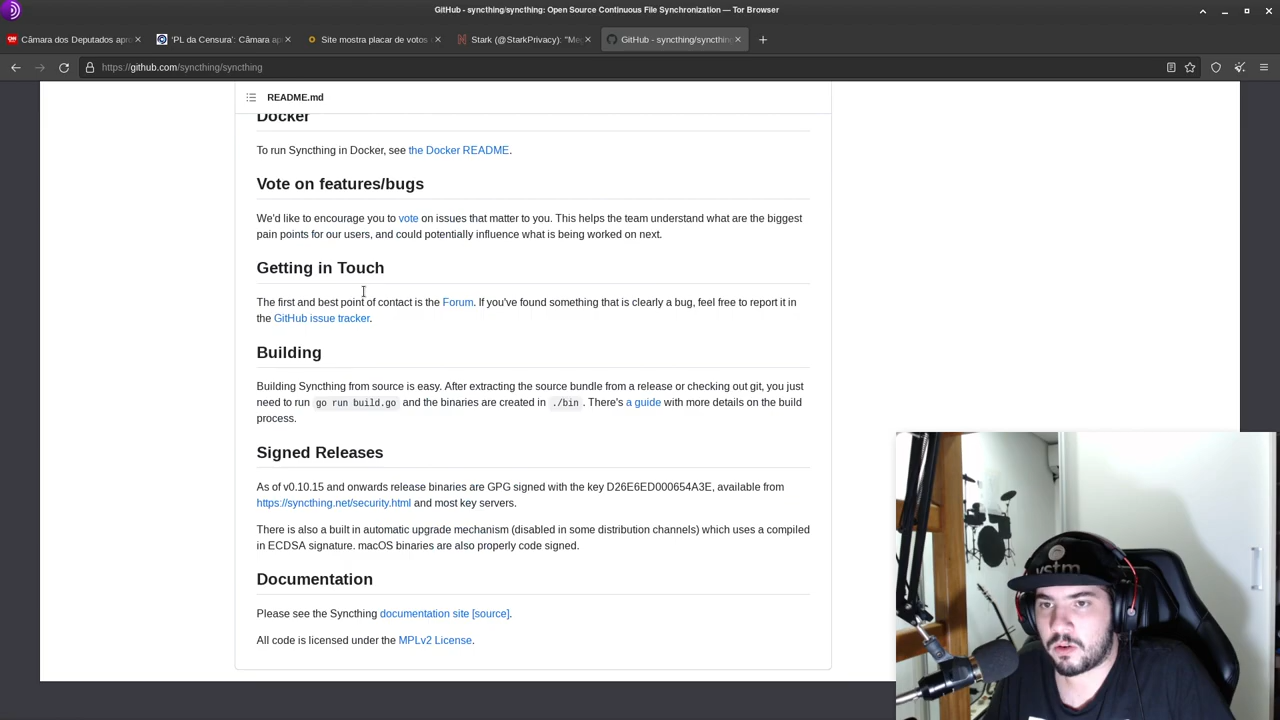 GitHub - syncthing/syncthing: Open Source Continuous File Synchronization — Tor Browser
Câmara dos Deputados apro
'PL da Censura': Câmara ap
Site mostra placar de votos
Stark (@StarkPrivacy): "Me
GitHub - syncthing/syncthing
https://github.com/syncthing/syncthing
README.md
Docker
To run Syncthing in Docker, see the Docker README.
Vote on features/bugs
We'd like to encourage you to vote on issues that matter to you. This helps the team understand what are the biggest
pain points for our users, and could potentially influence what is being worked on next.
Getting in Touch
The first and best point of contact is the Forum. If you've found something that is clearly a bug, feel free to report it in
the GitHub issue tracker.
Building
Building Syncthing from source is easy. After extracting the source bundle from a release or checking out git, you just
need to run go run build.go and the binaries are created in ./bin. There's a guide with more details on the build
process.
Signed Releases
As of v0.10.15 and onwards release binaries are GPG signed with the key D26E6ED000654A3E, available from
https://syncthing.net/security.html and most key servers.
There is also a built in automatic upgrade mechanism (disabled in some distribution channels) which uses a compiled
in ECDSA signature. macOS binaries are also properly code signed.
Documentation
Please see the Syncthing documentation site [source].
All code is licensed under the MPLv2 License.